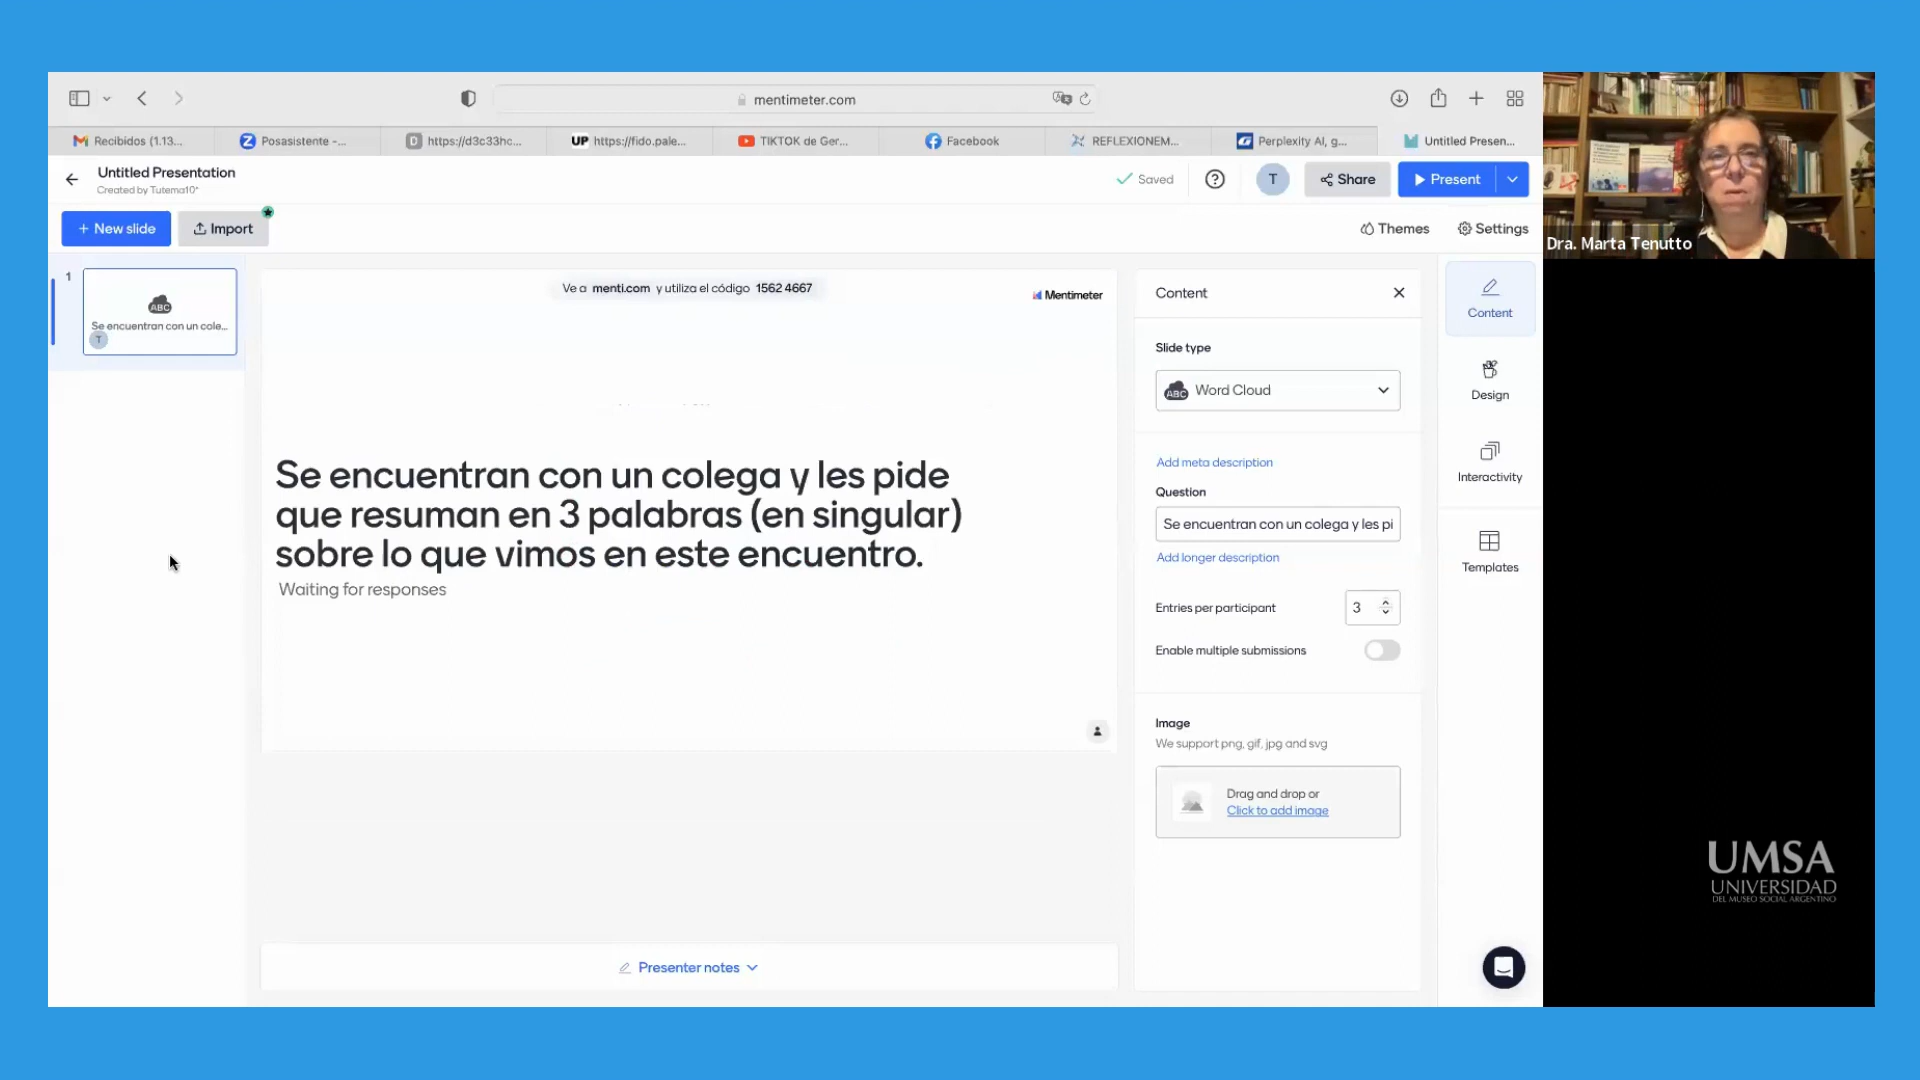 mentimeter.com
Recibidos (1.13...
Posasistente -...
https://d3c33hc...
UP https://fido.pale...
TIKTOK de Ger...
Facebook
REFLEXIONEM...
Perplexity AI, g...
Untitled Presen...
Untitled Presentation
Created by Tutema10*
Saved
T
Share
Present
+ New slide
Import
Themes
Settings
Dra. Marta Tenutto
1
ABC
Se encuentran con un cole...
T
Ve a menti.com y utiliza el código 1562 4667
Mentimeter
Se encuentran con un colega y les pide
que resuman en 3 palabras (en singular)
sobre lo que vimos en este encuentro.
Waiting for responses
Presenter notes
Content
Slide type
ABC Word Cloud
Add meta description
Question
Se encuentran con un colega y les pi
Add longer description
Entries per participant
3
Enable multiple submissions
Image
We support png, gif, jpg and svg
Drag and drop or
Click to add image
Content
Design
Interactivity
Templates
UMSA
UNIVERSIDAD
DEL MUSEO SOCIAL ARGENTINO